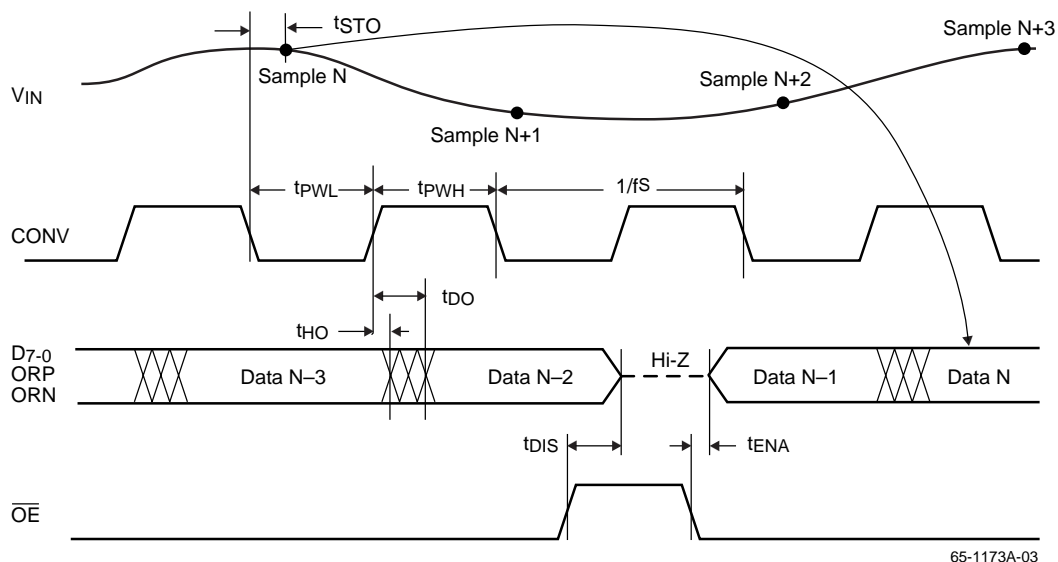 tSTO
Sample N+3
Sample N
Sample N+2
VIN
Sample N+1
tPWL
tPWH
1/fS
CONV
tDO
tHO
D7-0
ORP
ORN
Data N–3
Data N–2
Hi-Z
Data N–1
Data N
tDIS
tENA
OE
65-1173A-03